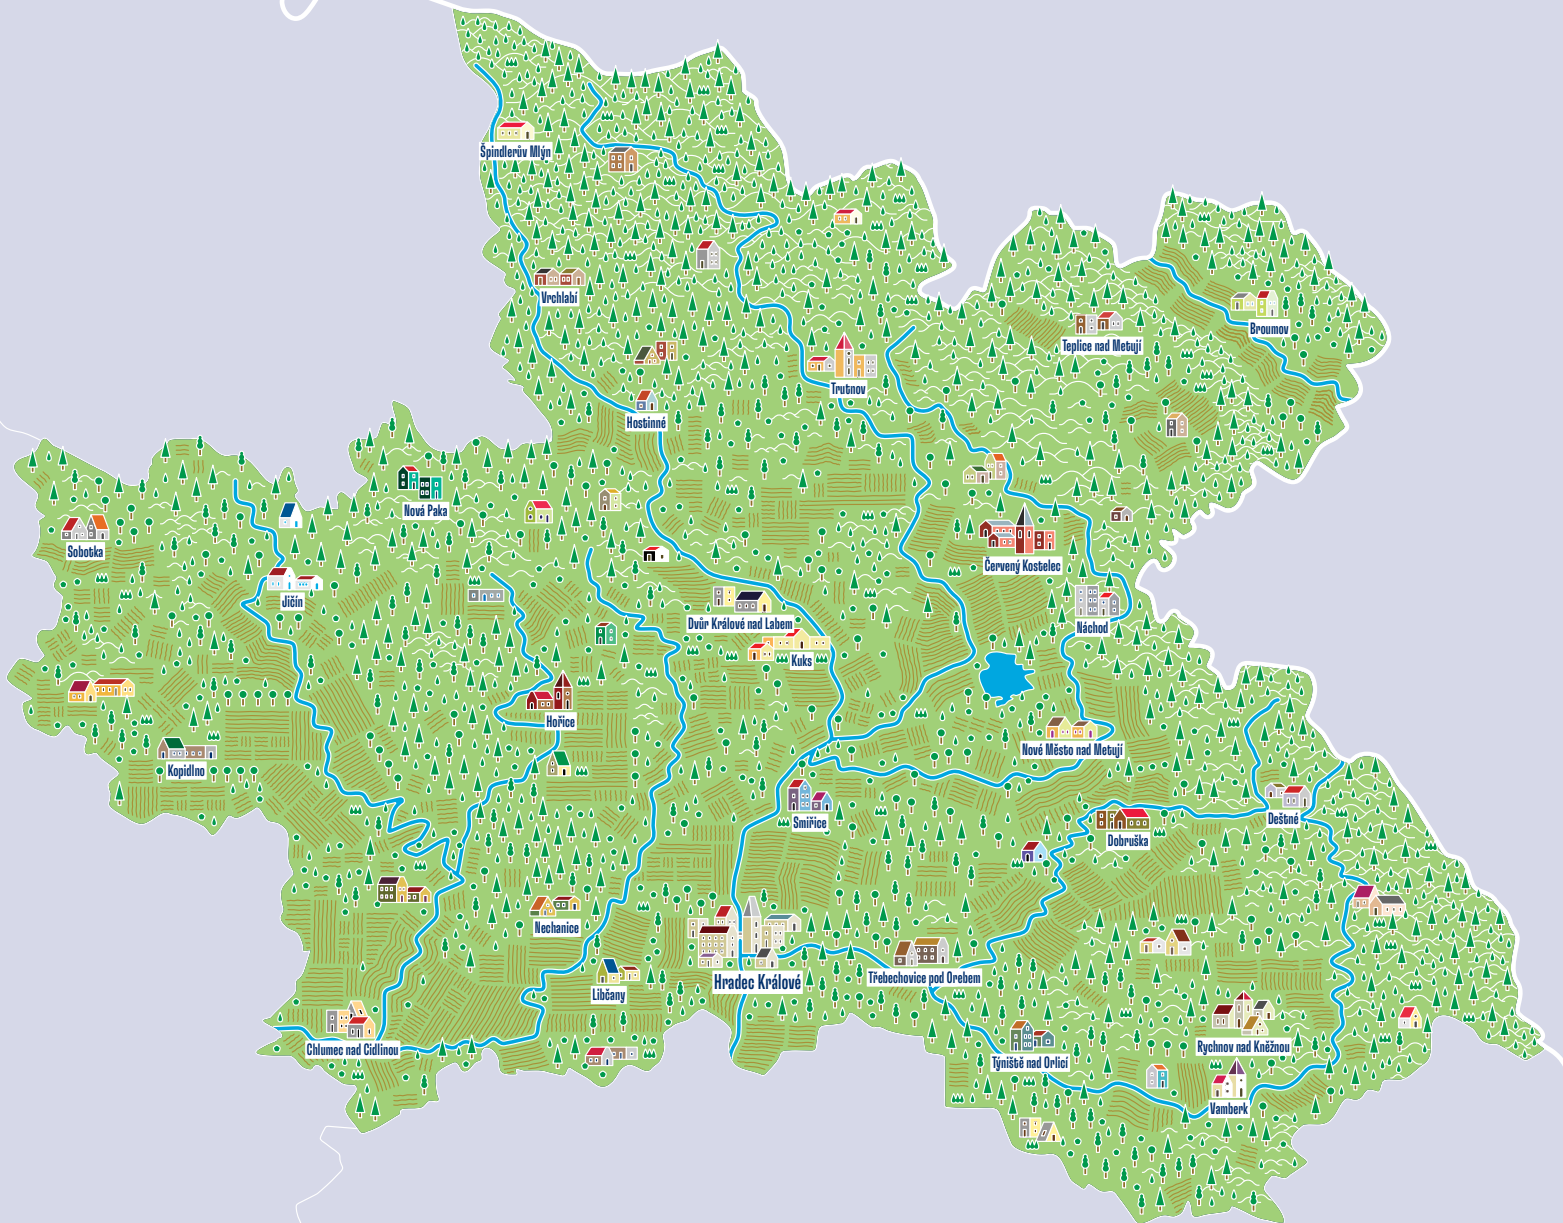 Špindlerův Mlýn
Vrchlabí
Broumov
Teplice nad Metují
Trutnov
Hostinné
Nová Paka
Sobotka
Červený Kostelec
Jičín
Dvůr Králové nad Labem
Náchod
Kuks
Hořice
Nové Město nad Metují
Kopidlno
Smiřice
Deštné
Dobruška
Nechanice
Třebechovice pod Orebem
Hradec Králové
Libčany
Chlumec nad Cidlinou
Rychnov nad Kněžnou
Týniště nad Orlicí
Vamberk